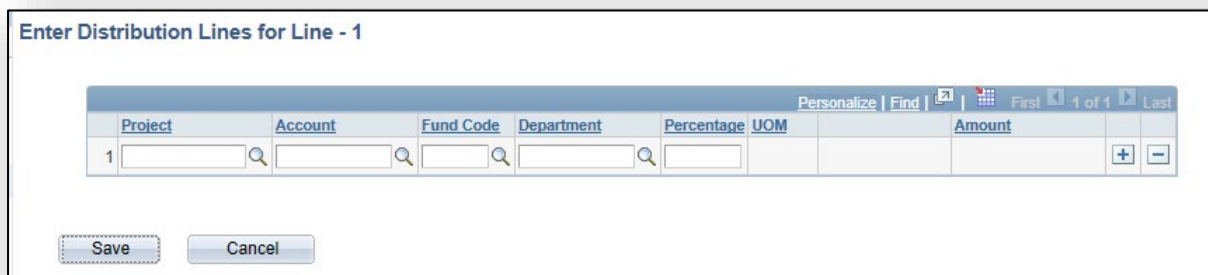 Enter Distribution Lines for Line - 1
Personalize | Find | | First 1 of 1 Last
Project Account Fund Code Department Percentage UOM Amount
1
Save Cancel